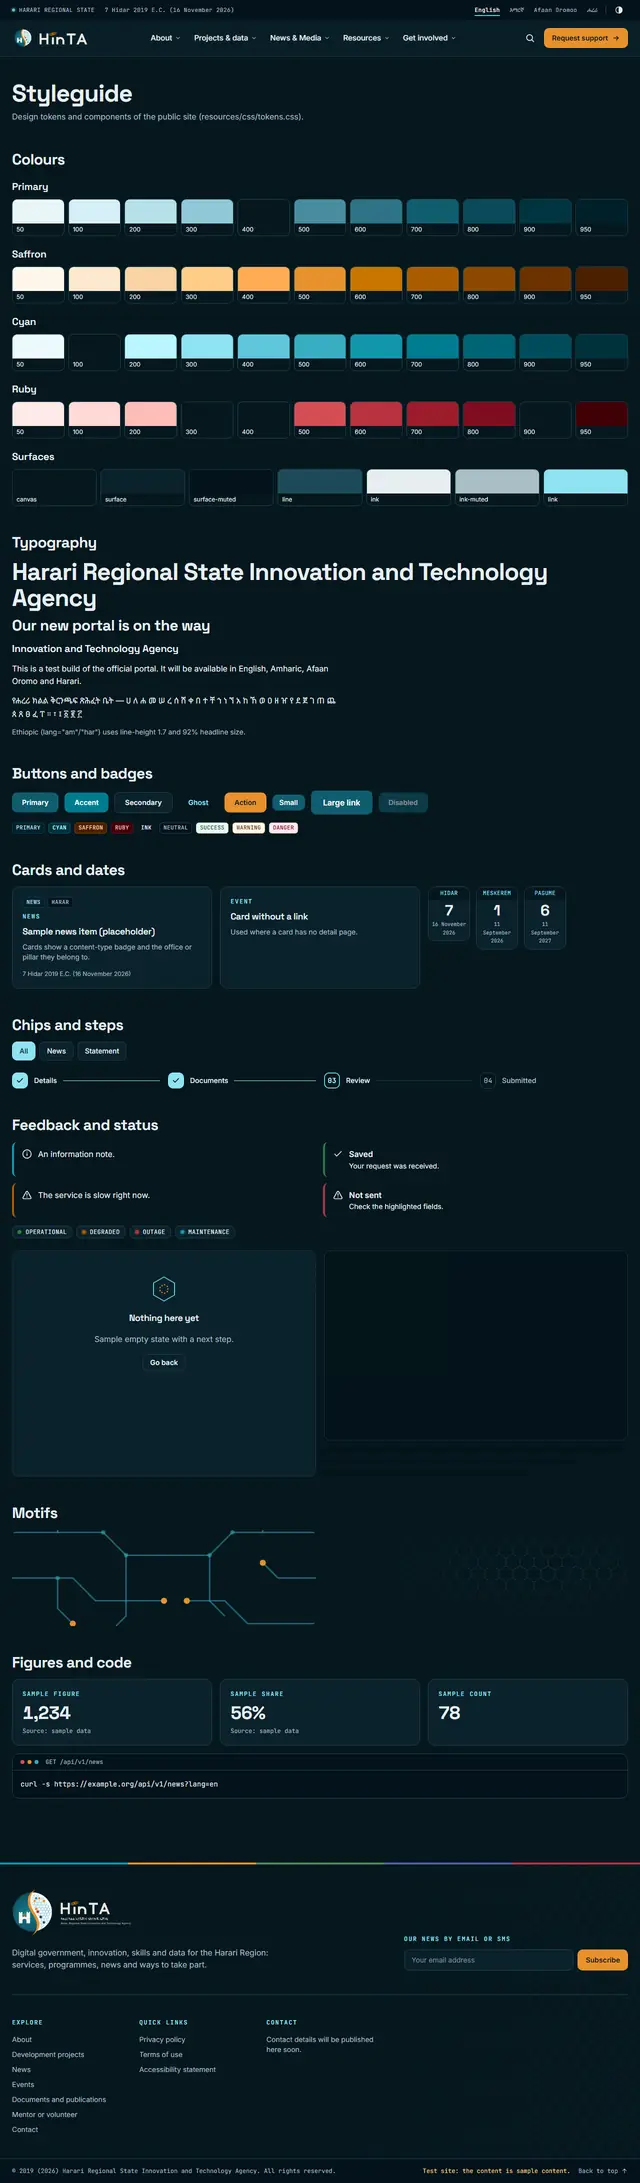 HARARI REGIONAL STATE 7 Hidar 2019 E.C. (16 November 2026) English አማርኛ Afaan Oromoo ሐረሪ
HinTA About Projects & data News & Media Resources Get involved Request support →
Styleguide
Design tokens and components of the public site (resources/css/tokens.css).
Colours
Primary
50 100 200 300 400 500 600 700 800 900 950
Saffron
50 100 200 300 400 500 600 700 800 900 950
Cyan
50 100 200 300 400 500 600 700 800 900 950
Ruby
50 100 200 300 400 500 600 700 800 900 950
Surfaces
canvas surface surface-muted line ink ink-muted link
Typography
Harari Regional State Innovation and Technology
Agency
Our new portal is on the way
Innovation and Technology Agency
This is a test build of the official portal. It will be available in English, Amharic, Afaan
Oromo and Harari.
Ethiopic (lang="am"/"har") uses line-height 1.7 and 92% headline size.
Buttons and badges
Primary Accent Secondary Ghost Action Small Large link Disabled
PRIMARY CYAN SAFFRON RUBY INK NEUTRAL SUCCESS WARNING DANGER
Cards and dates
NEWS HARAR
NEWS
Sample news item (placeholder)
Cards show a content-type badge and the office or
pillar they belong to.
7 Hidar 2019 E.C. (16 November 2026)
EVENT
Card without a link
Used where a card has no detail page.
HIDAR
7
16 November
2026
MESKEREM
1
11
September
2026
PAGUME
6
11
September
2027
Chips and steps
All News Statement
Details Documents 03 Review 04 Submitted
Feedback and status
An information note.
Saved
Your request was received.
The service is slow right now.
Not sent
Check the highlighted fields.
OPERATIONAL DEGRADED OUTAGE MAINTENANCE
Nothing here yet
Sample empty state with a next step.
Go back
Motifs
Figures and code
SAMPLE FIGURE
1,234
Source: sample data
SAMPLE SHARE
56%
Source: sample data
SAMPLE COUNT
78
GET /api/v1/news
curl -s https://example.org/api/v1/news?lang=en
HinTA
Digital government, innovation, skills and data for the Harari Region:
services, programmes, news and ways to take part.
OUR NEWS BY EMAIL OR SMS
Your email address Subscribe
EXPLORE
About
Development projects
News
Events
Documents and publications
Mentor or volunteer
Contact
QUICK LINKS
Privacy policy
Terms of use
Accessibility statement
CONTACT
Contact details will be published
here soon.
© 2019 (2026) Harari Regional State Innovation and Technology Agency. All rights reserved. Test site: the content is sample content. Back to top ↑